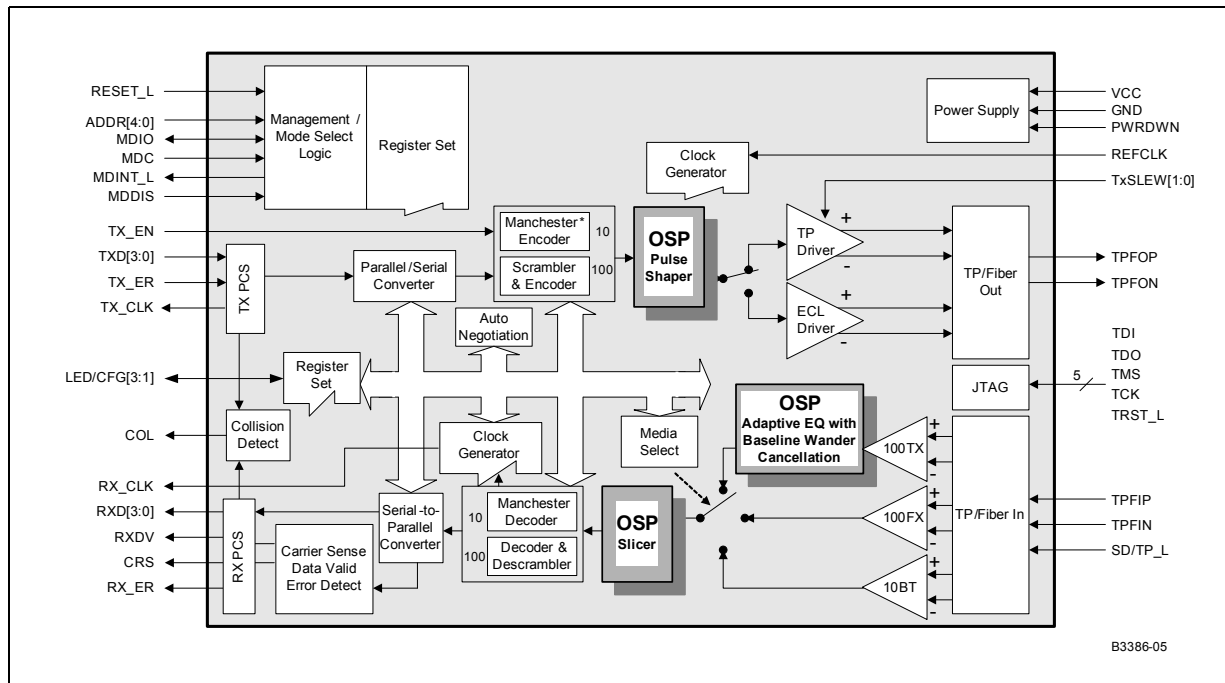 RESET_L
ADDR[4:0]
MDIO
MDC
MDINT_L
MDDIS
Management /
Mode Select
Logic
Register Set
Power Supply
VCC
GND
PWRDWN
REFCLK
TxSLEW[1:0]
Clock
Generator
TX_EN
TXD[3:0]
TX_ER
TX_CLK
TX PCS
Parallel/Serial
Converter
Manchester*
Encoder
10
Scrambler
& Encoder
100
OSP
Pulse
Shaper
TP
Driver
+
-
ECL
Driver
+
-
TP/Fiber
Out
TPFOP
TPFON
Auto
Negotiation
LED/CFG[3:1]
Register
Set
JTAG
5
TDI
TDO
TMS
TCK
TRST_L
COL
Collision
Detect
Clock
Generator
Media
Select
OSP
Adaptive EQ with
Baseline Wander
Cancellation
100TX
+
-
100FX
+
-
10BT
+
-
TP/Fiber In
TPFIP
TPFIN
SD/TP_L
RX_CLK
RXD[3:0]
RXDV
CRS
RX_ER
RX PCS
Carrier Sense
Data Valid
Error Detect
Serial-to-
Parallel
Converter
10
Manchester
Decoder
100
Decoder &
Descrambler
OSP
Slicer
B3386-05